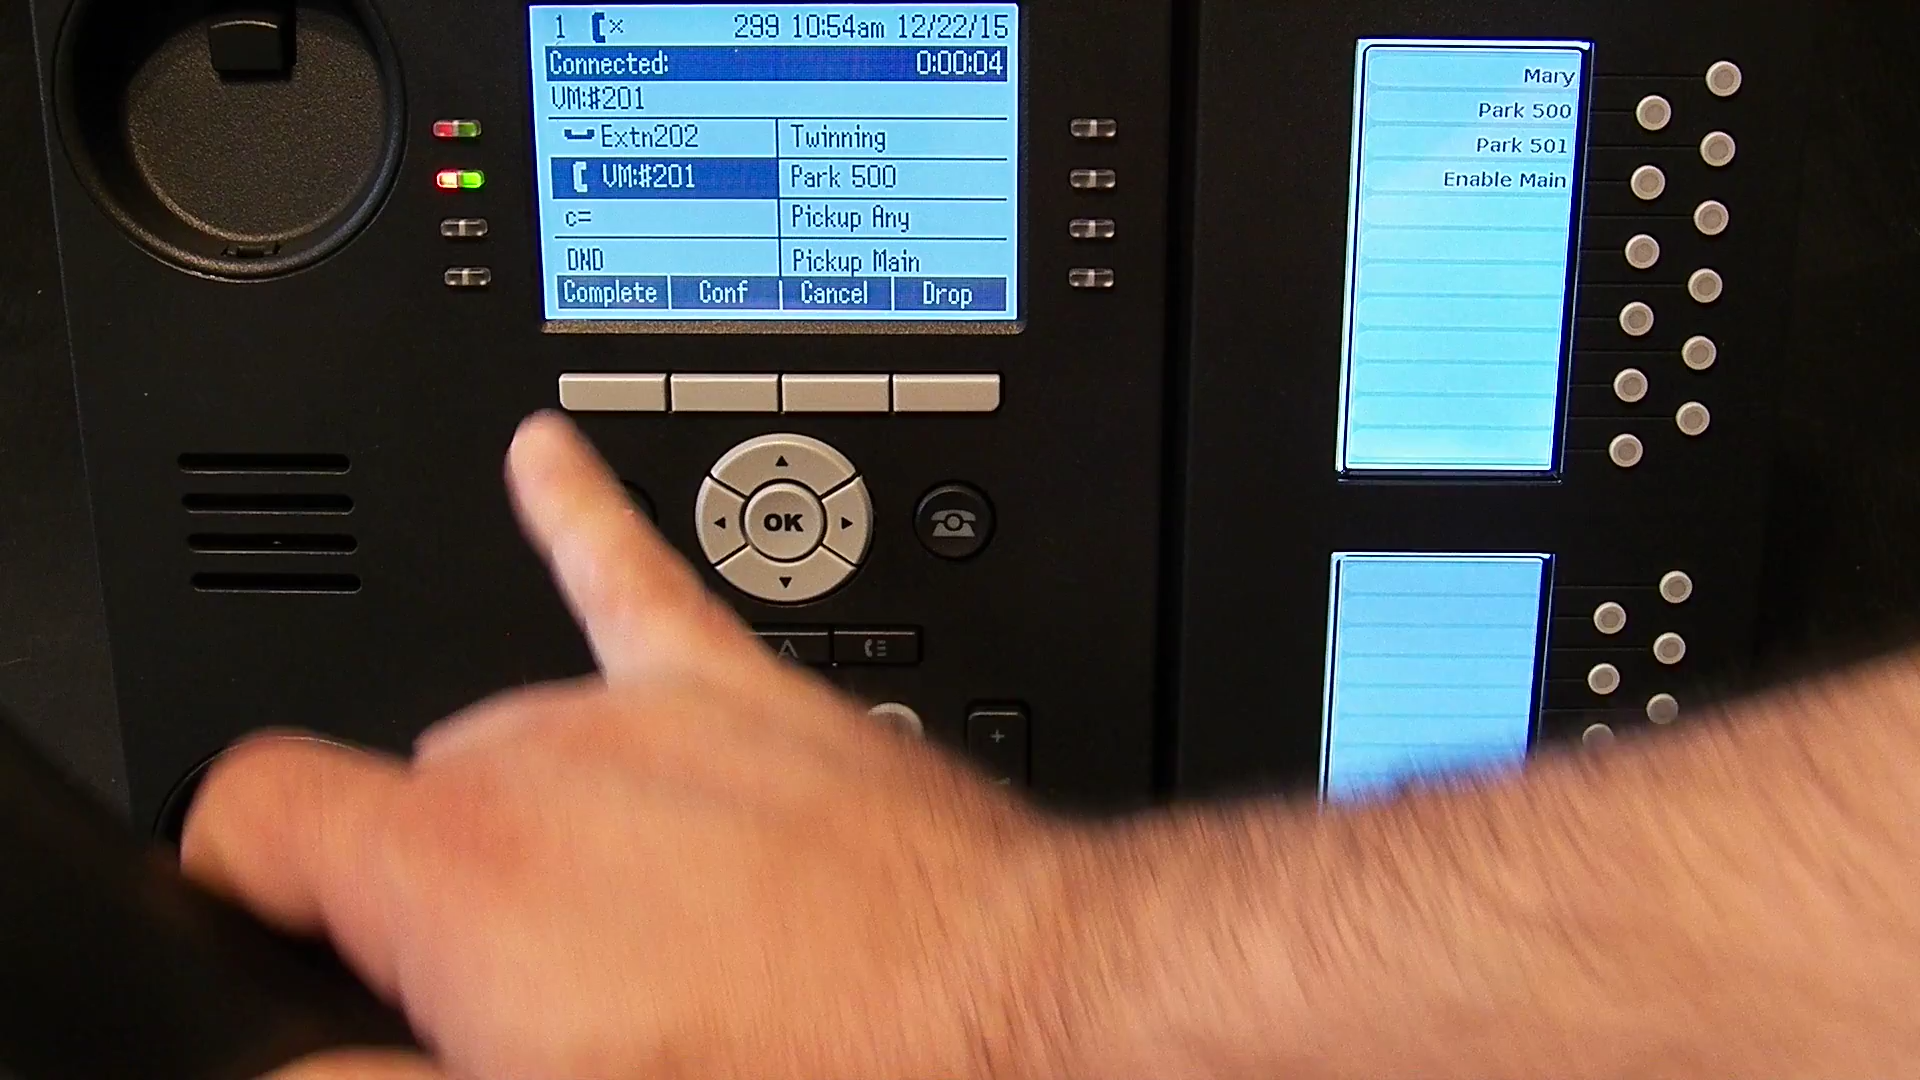 1 299 10:54am 12/22/15
Connected: 0:00:04
VM:#201
Extn202 Twinning
VM:#201 Park 500
c= Pickup Any
DND Pickup Main
Complete Conf Cancel Drop
OK
A
+
Mary
Park 500
Park 501
Enable Main